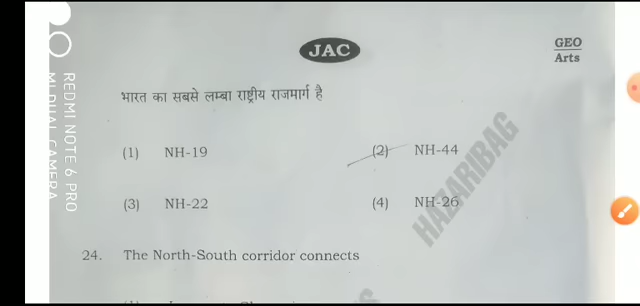 JAC
GEO
Arts
भारत का सबसे लम्बा राष्ट्रीय राजमार्ग है
(1) NH-19 (2) NH-44
(3) NH-22 (4) NH-26
24. The North-South corridor connects
HAZARIBAG
REDMI NOTE 6 PRO
MI DUAL CAMERA